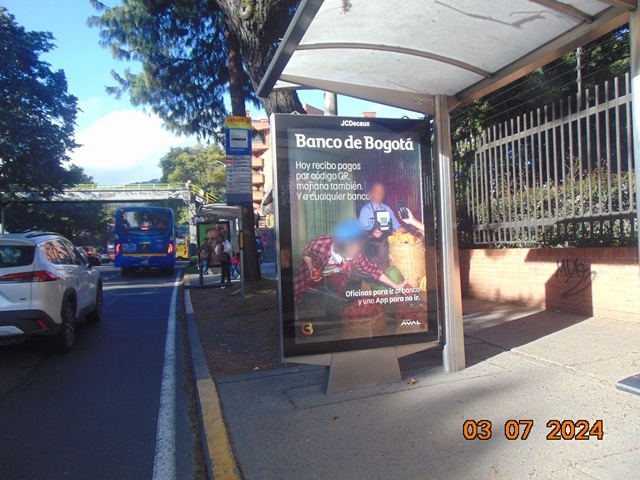 JCDecaux
Banco de Bogotá
Hoy recibo pagos
por código QR,
mañana también.
Y a cualquier banco
Oficinas para ir al banco
y una App para no ir.
AVAL
03 07 2024